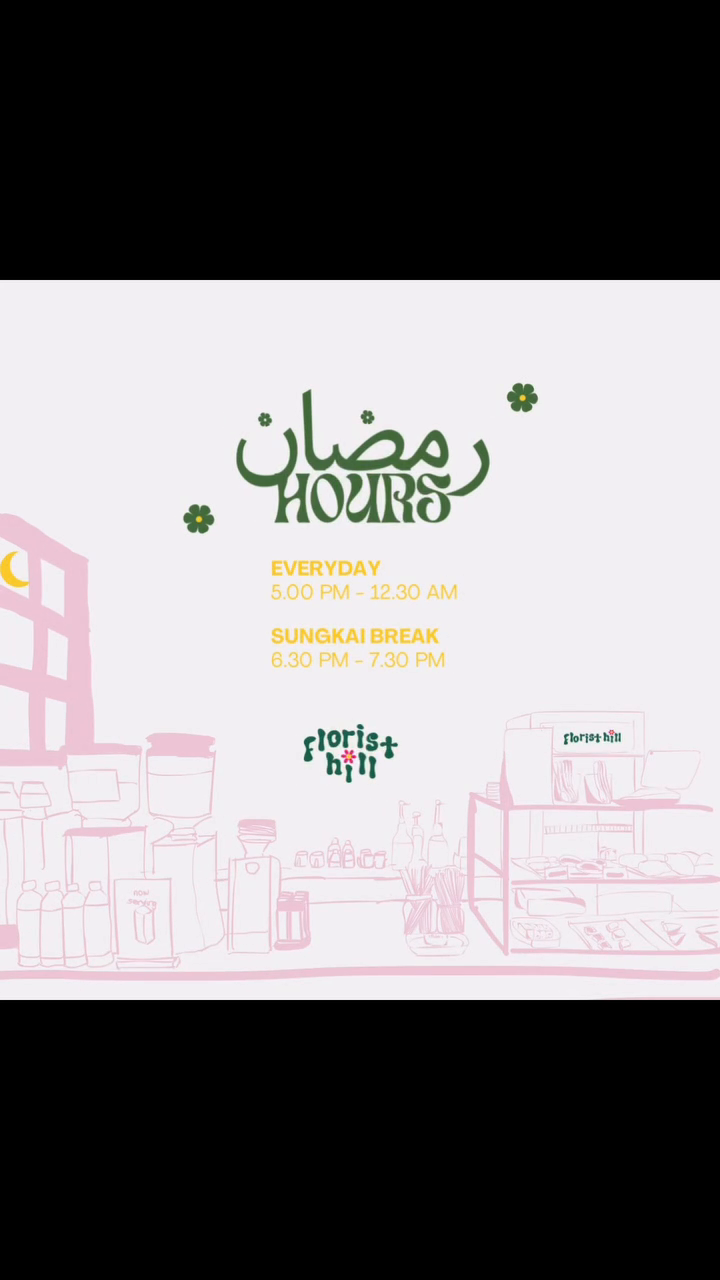 رمضان
HOURS
EVERYDAY
5.00 PM - 12.30 AM
SUNGKAI BREAK
6.30 PM - 7.30 PM
florist
hill
florist hill
NOW